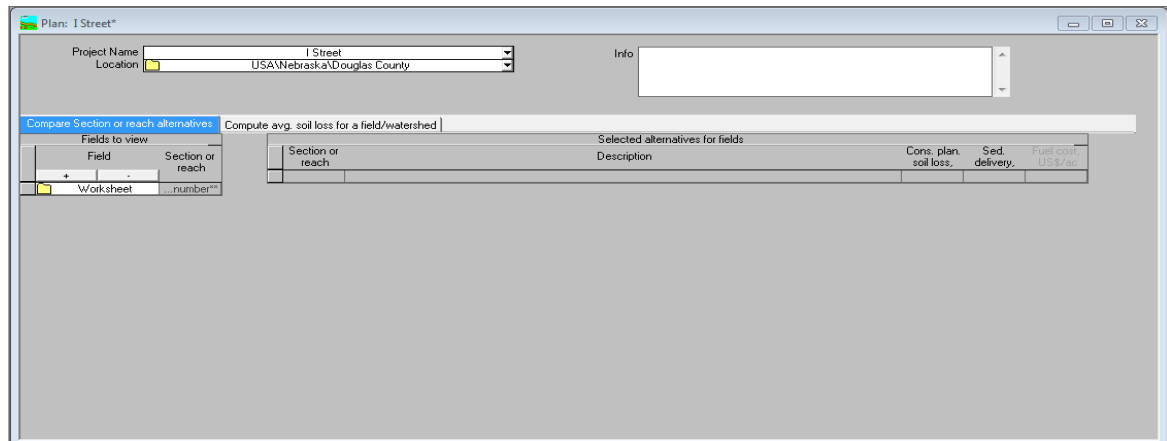 Plan: I Street*
Project Name I Street
Location USA\Nebraska\Douglas County
Info
Compare Section or reach alternatives Compute avg. soil loss for a field/watershed
Fields to view
Field Section or reach
+ -
Worksheet ...number**
Selected alternatives for fields
Section or reach Description Cons. plan. soil loss, Sed. delivery, Fuel cost, US$/ac